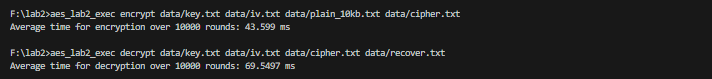 F:\lab2>aes_lab2_exec encrypt data/key.txt data/iv.txt data/plain_10kb.txt data/cipher.txt
Average time for encryption over 10000 rounds: 43.599 ms
F:\lab2>aes_lab2_exec decrypt data/key.txt data/iv.txt data/cipher.txt data/recover.txt
Average time for decryption over 10000 rounds: 69.5497 ms